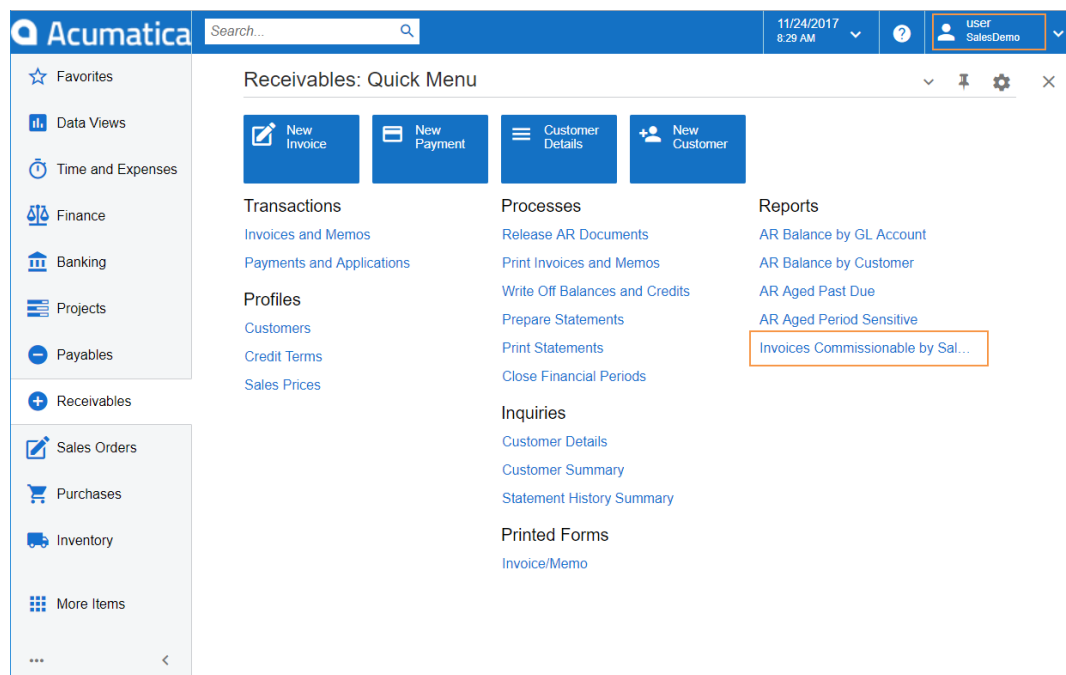 Acumatica
Search...
11/24/2017
8:29 AM
?
user
SalesDemo
Favorites
Data Views
Time and Expenses
Finance
Banking
Projects
Payables
Receivables
Sales Orders
Purchases
Inventory
More Items
Receivables: Quick Menu
New
Invoice
New
Payment
Customer
Details
New
Customer
Transactions
Invoices and Memos
Payments and Applications
Profiles
Customers
Credit Terms
Sales Prices
Processes
Release AR Documents
Print Invoices and Memos
Write Off Balances and Credits
Prepare Statements
Print Statements
Close Financial Periods
Inquiries
Customer Details
Customer Summary
Statement History Summary
Printed Forms
Invoice/Memo
Reports
AR Balance by GL Account
AR Balance by Customer
AR Aged Past Due
AR Aged Period Sensitive
Invoices Commissionable by Sal...